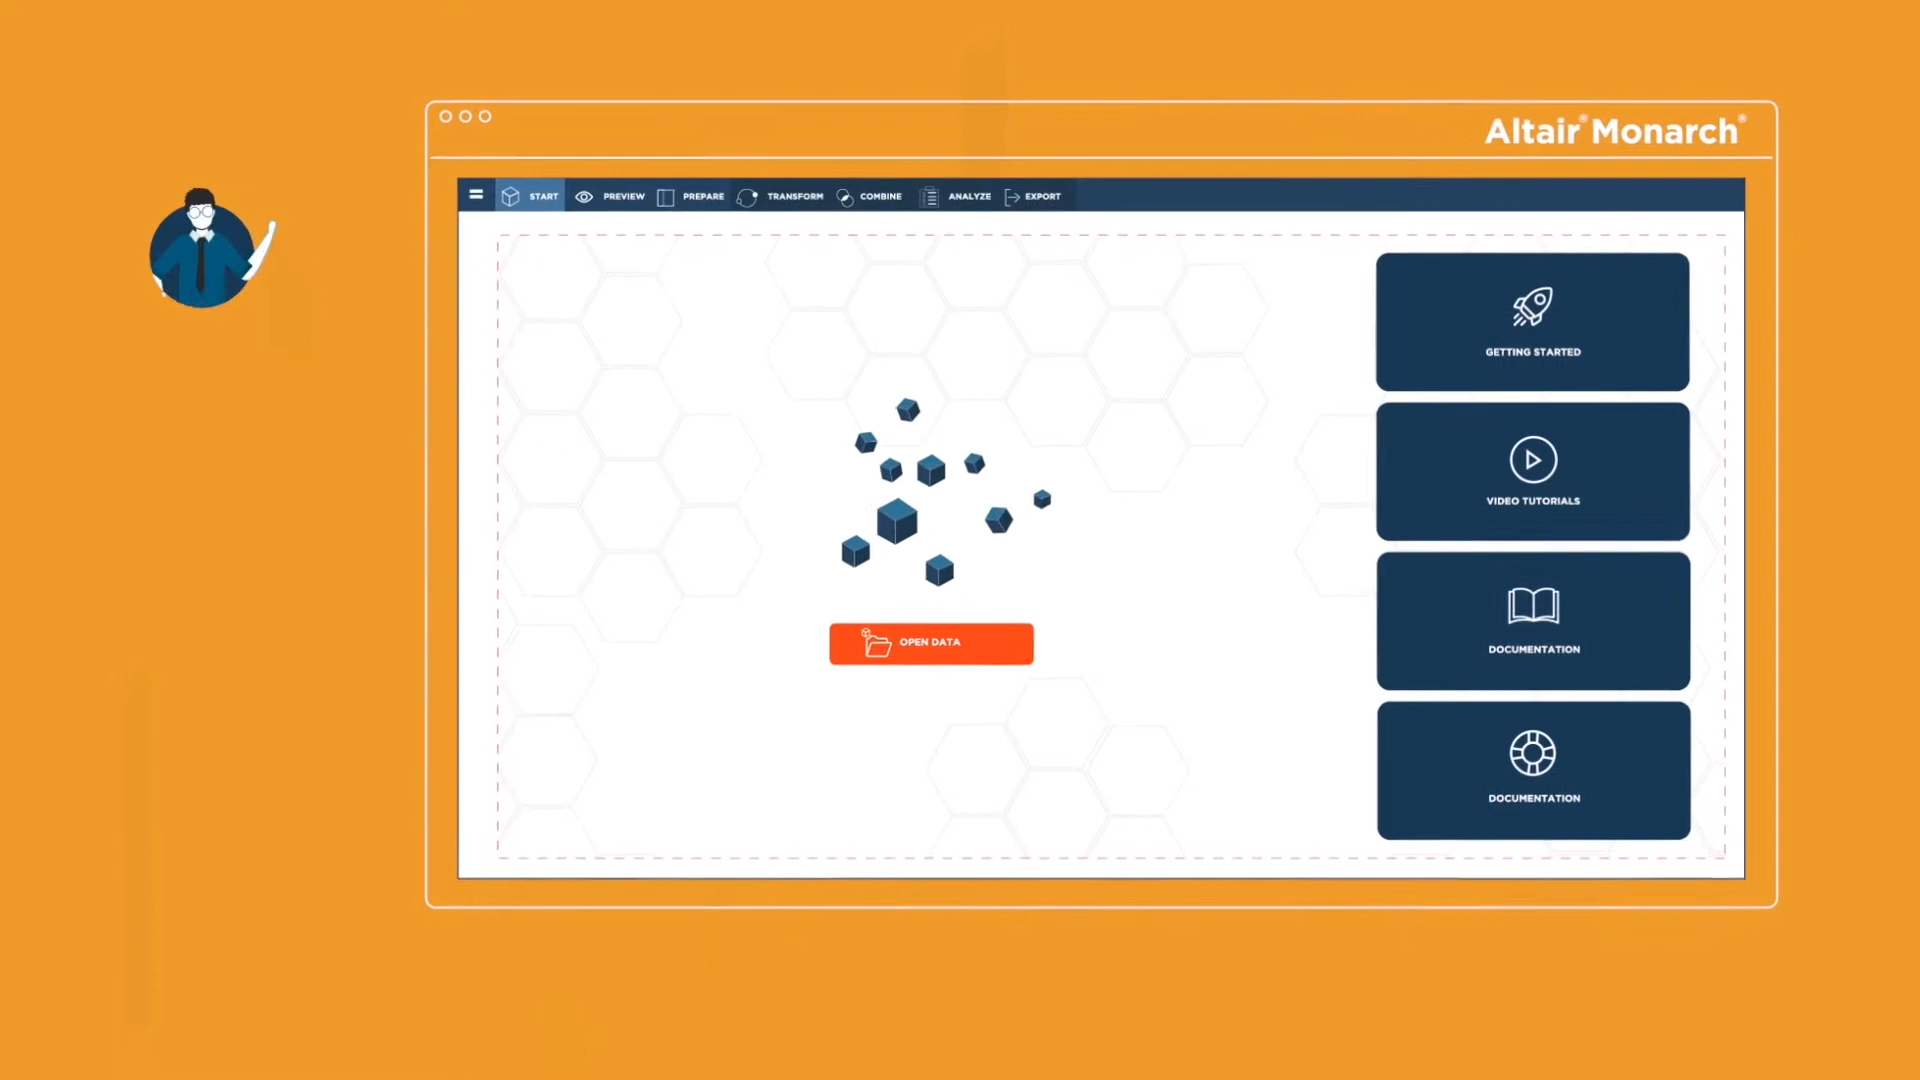 Altair® Monarch®
START PREVIEW PREPARE TRANSFORM COMBINE ANALYZE EXPORT
GETTING STARTED
VIDEO TUTORIALS
OPEN DATA
DOCUMENTATION
DOCUMENTATION